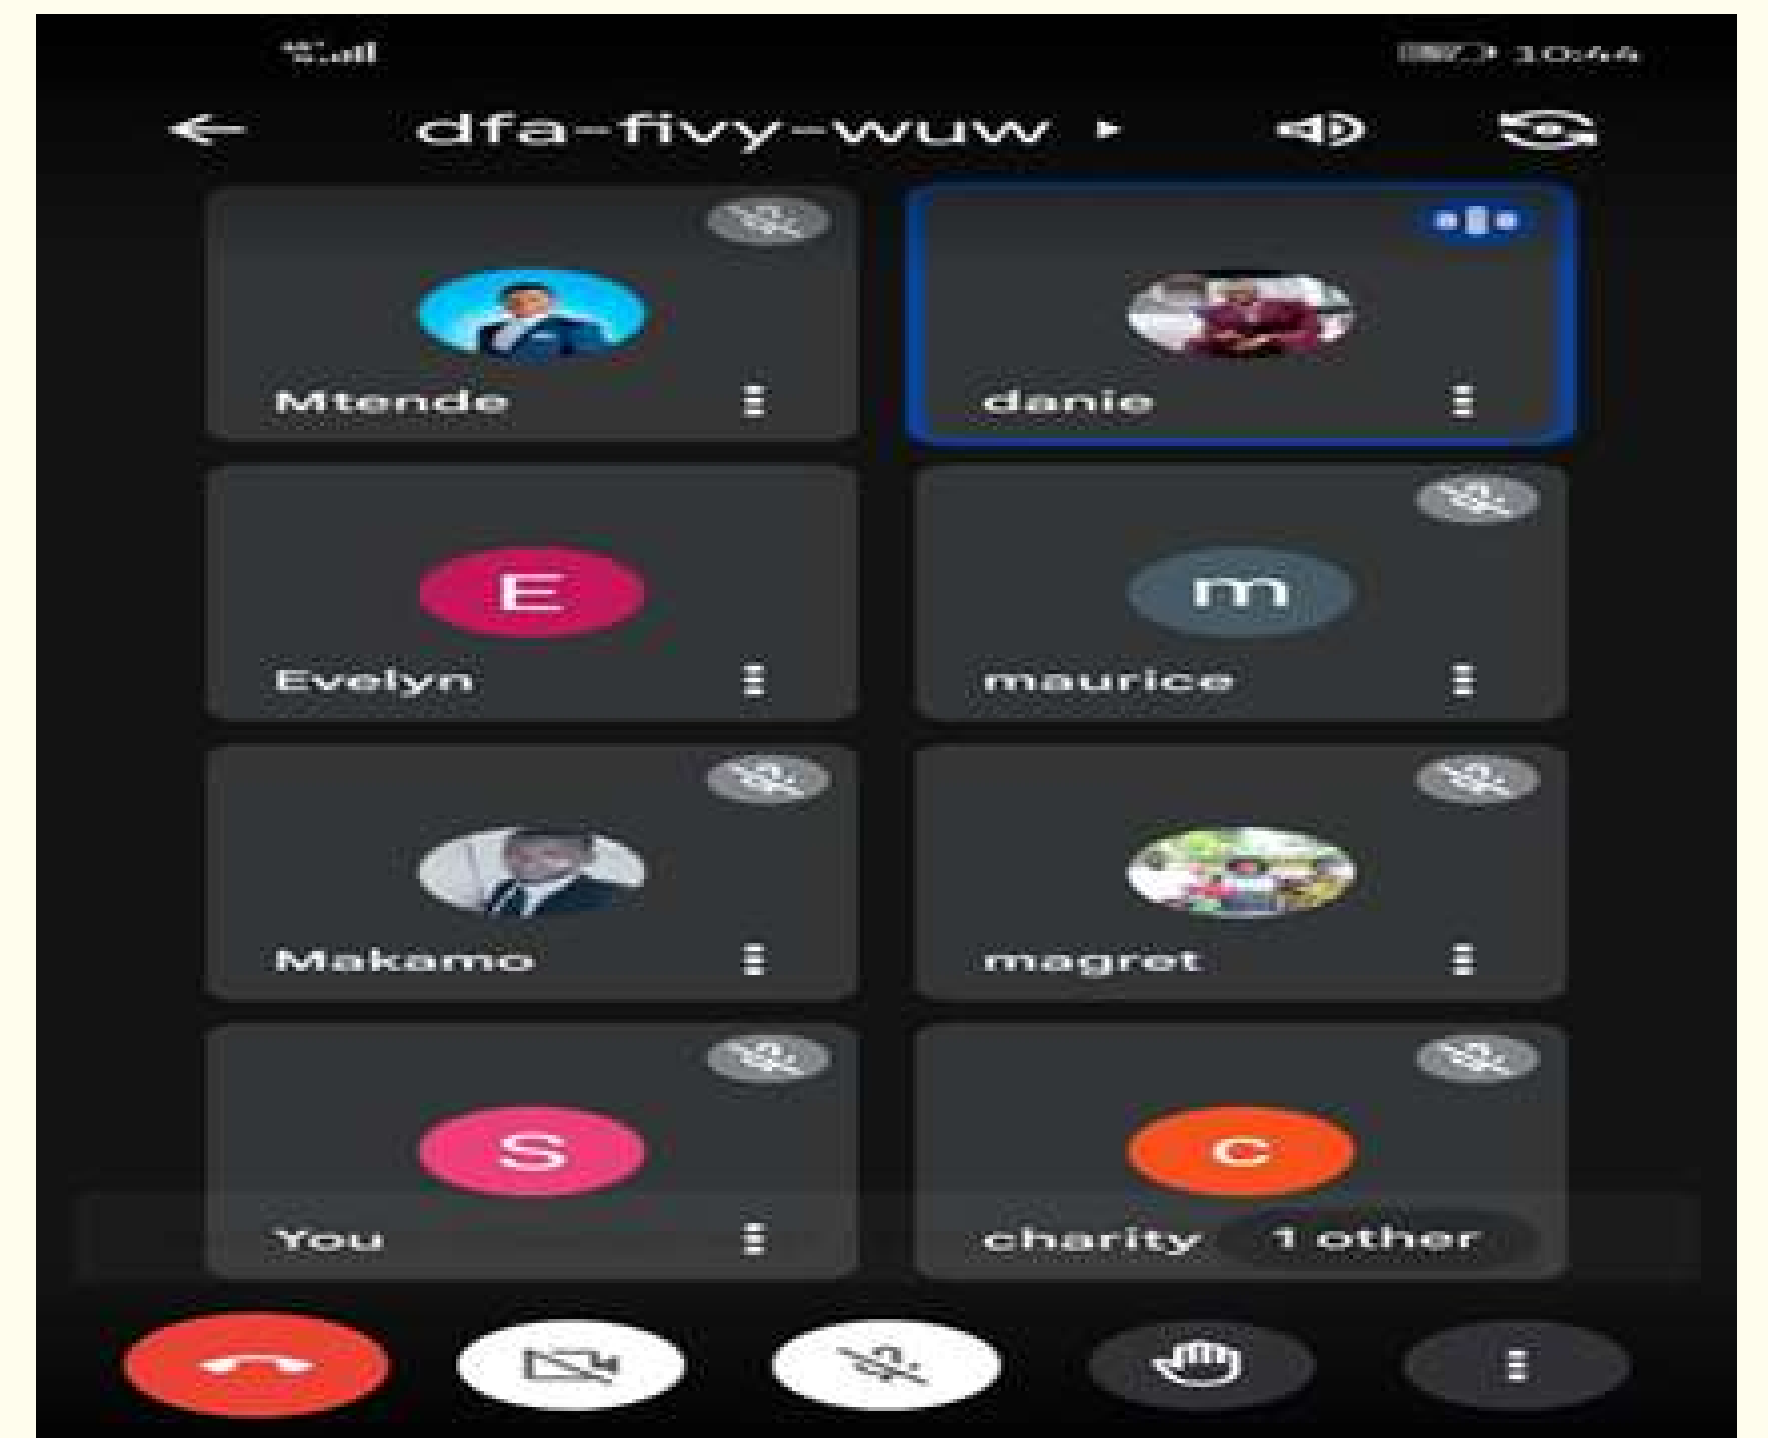 10:44
dfa-fivy-wuw
Mtende
danie
E
m
Evelyn
maurice
Makamo
magret
S
c
You
charity
1 other